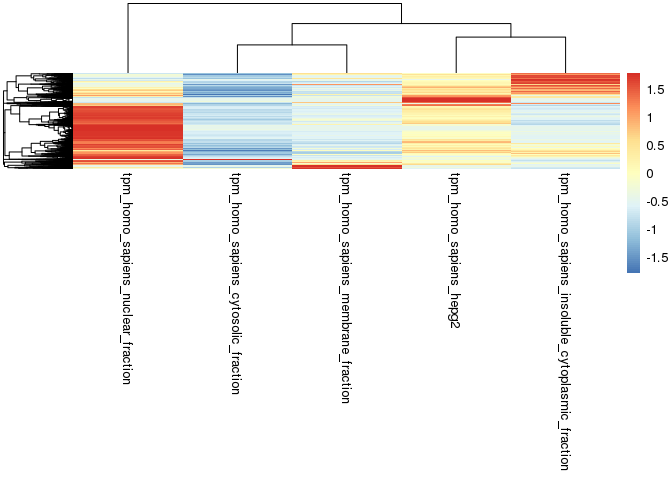 1.5
1
0.5
0
-0.5
-1
-1.5
tpm_homo_sapiens_nuclear_fraction
tpm_homo_sapiens_cytosolic_fraction
tpm_homo_sapiens_membrane_fraction
tpm_homo_sapiens_hepg2
tpm_homo_sapiens_insoluble_cytoplasmic_fraction